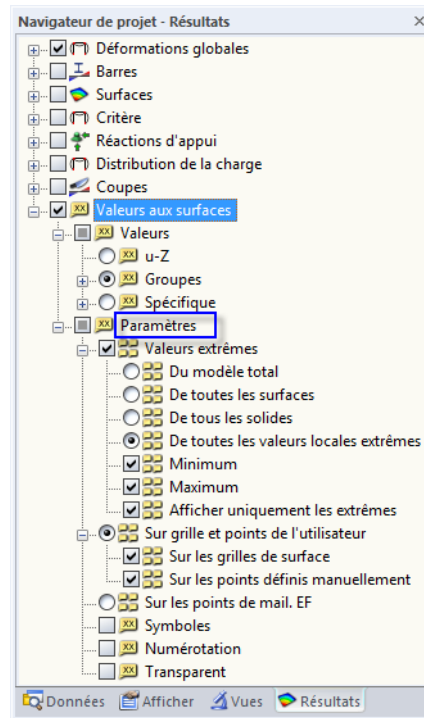 Navigateur de projet - Résultats
Déformations globales
Barres
Surfaces
Critère
Réactions d'appui
Distribution de la charge
Coupes
Valeurs aux surfaces
Valeurs
u-Z
Groupes
Spécifique
Paramètres
Valeurs extrêmes
Du modèle total
De toutes les surfaces
De tous les solides
De toutes les valeurs locales extrêmes
Minimum
Maximum
Afficher uniquement les extrêmes
Sur grille et points de l'utilisateur
Sur les grilles de surface
Sur les points définis manuellement
Sur les points de mail. EF
Symboles
Numérotation
Transparent
Données Afficher Vues Résultats